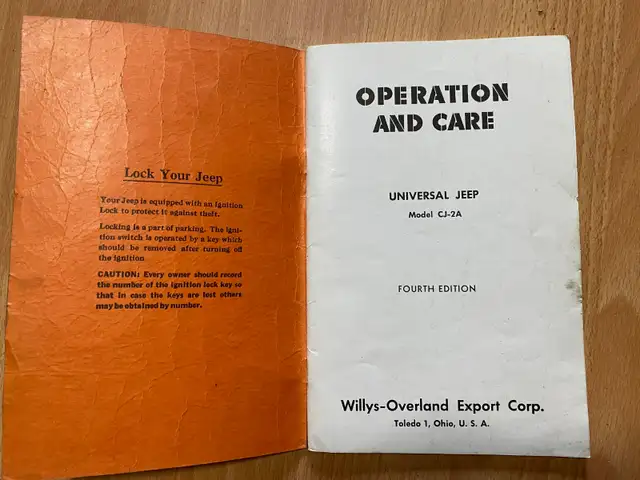 Lock Your Jeep
Your Jeep is equipped with an Ignition
Lock to protect it against theft.
Locking is a part of parking. The igni-
tion switch is operated by a key which
should be removed after turning off
the ignition
CAUTION: Every owner should record
the number of the ignition lock key so
that in case the keys are lost others
may be obtained by number.
OPERATION
AND CARE
UNIVERSAL JEEP
Model CJ-2A
FOURTH EDITION
Willys-Overland Export Corp.
Toledo 1, Ohio, U. S. A.